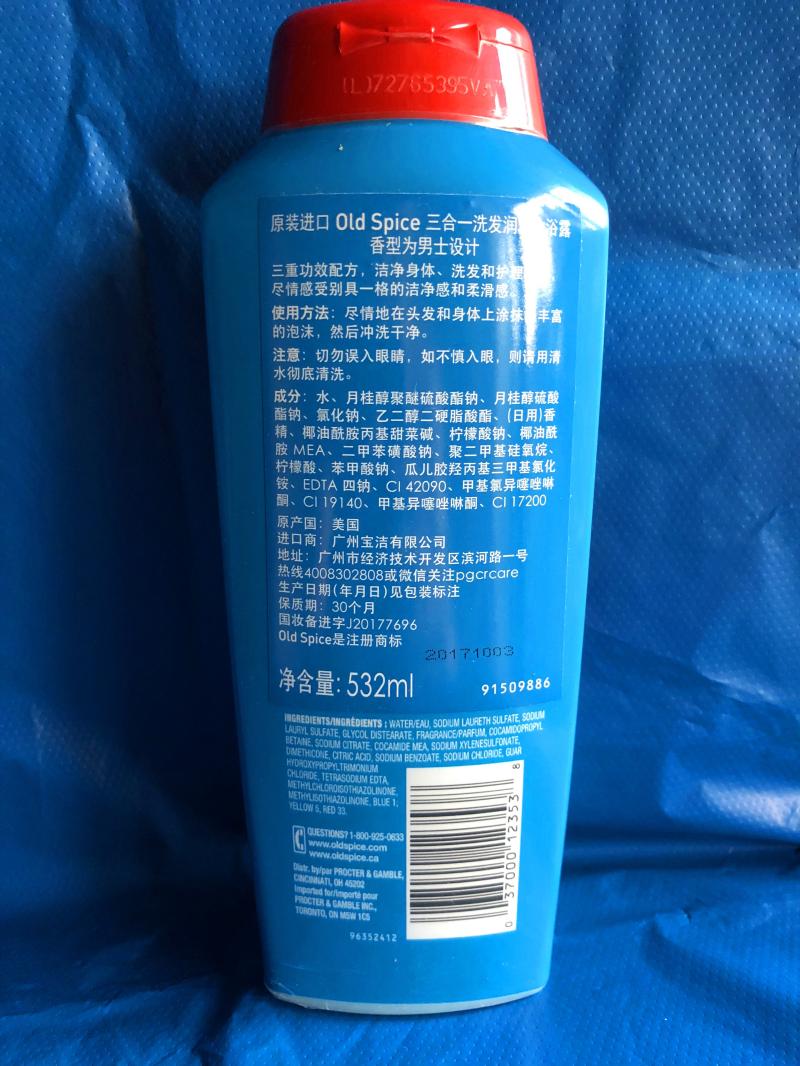 (L)72765395V
原装进口 Old Spice 三合一洗发润 浴露
香型为男士设计
三重功效配方，洁净身体、洗发和护
尽情感受别具一格的洁净感和柔滑感。
使用方法：尽情地在头发和身体上涂抹 丰富
的泡沫，然后冲洗干净。
注意：切勿误入眼睛，如不慎入眼，则请用清
水彻底清洗。
成分：水、月桂醇聚醚硫酸酯钠、月桂醇硫酸
酯钠、氯化钠、乙二醇二硬脂酸酯、(日用)香
精、椰油酰胺丙基甜菜碱、柠檬酸钠、椰油酰
胺 MEA、二甲苯磺酸钠、聚二甲基硅氧烷、
柠檬酸、苯甲酸钠、瓜儿胶羟丙基三甲基氯化
铵、EDTA 四钠、CI 42090、甲基氯异噻唑啉
酮、CI 19140、甲基异噻唑啉酮、CI 17200
原产国：美国
进口商：广州宝洁有限公司
地址：广州市经济技术开发区滨河路一号
热线4008302808或微信关注pgcrcare
生产日期(年月日)见包装标注
保质期：30个月
国妆备进字J20177696
Old Spice是注册商标
20171003
净含量：532ml
91509886
INGREDIENTS/INGRÉDIENTS : WATER/EAU, SODIUM LAURETH SULFATE, SODIUM
LAURYL SULFATE, GLYCOL DISTEARATE, FRAGRANCE/PARFUM, COCAMIDOPROPYL
BETAINE, SODIUM CITRATE, COCAMIDE MEA, SODIUM XYLENESULFONATE,
DIMETHICONE, CITRIC ACID, SODIUM BENZOATE, SODIUM CHLORIDE, GUAR
HYDROXYPROPYLTRIMONIUM
CHLORIDE, TETRASODIUM EDTA,
METHYLCHLOROISOTHIAZOLINONE,
METHYLISOTHIAZOLINONE, BLUE 1,
YELLOW 5, RED 33.
QUESTIONS? 1-800-925-0633
www.oldspice.com
www.oldspice.ca
Distr. by/par PROCTER & GAMBLE,
CINCINNATI, OH 45202
Imported for/importé pour
PROCTER & GAMBLE INC.,
TORONTO, ON M5W 1C5
96352412
0 37000 12353 8